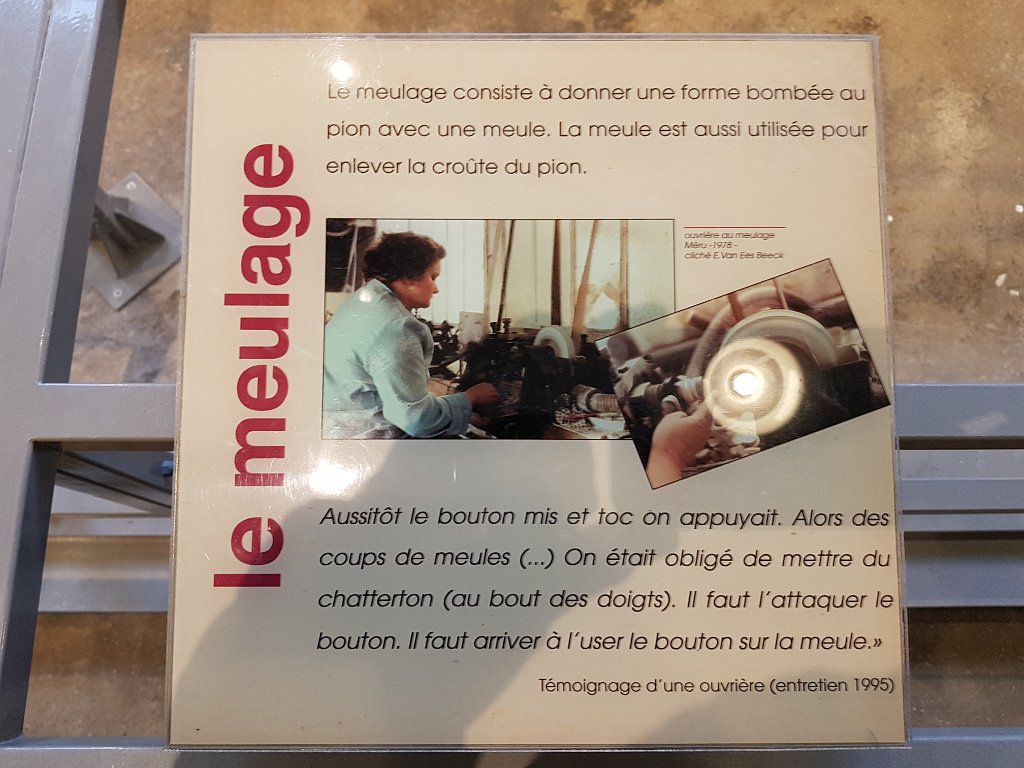 le meulage
Le meulage consiste à donner une forme bombée au
pion avec une meule. La meule est aussi utilisée pour
enlever la croûte du pion.
ouvrière au meulage
Méru -1978 -
cliché E.Van Ees Beeck
Aussitôt le bouton mis et toc on appuyait. Alors des
coups de meules (...) On était obligé de mettre du
chatterton (au bout des doigts). Il faut l'attaquer le
bouton. Il faut arriver à l'user le bouton sur la meule.»
Témoignage d'une ouvrière (entretien 1995)